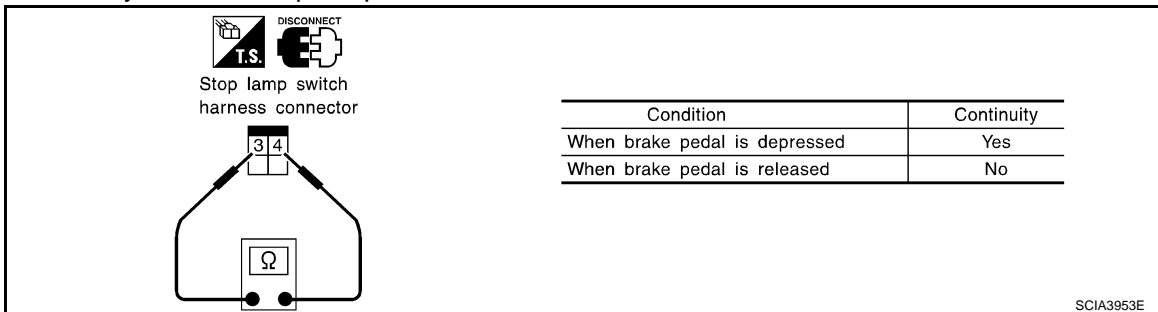 DISCONNECT
T.S.
Stop lamp switch
harness connector
3 4
Ω
Condition Continuity
When brake pedal is depressed Yes
When brake pedal is released No
SCIA3953E